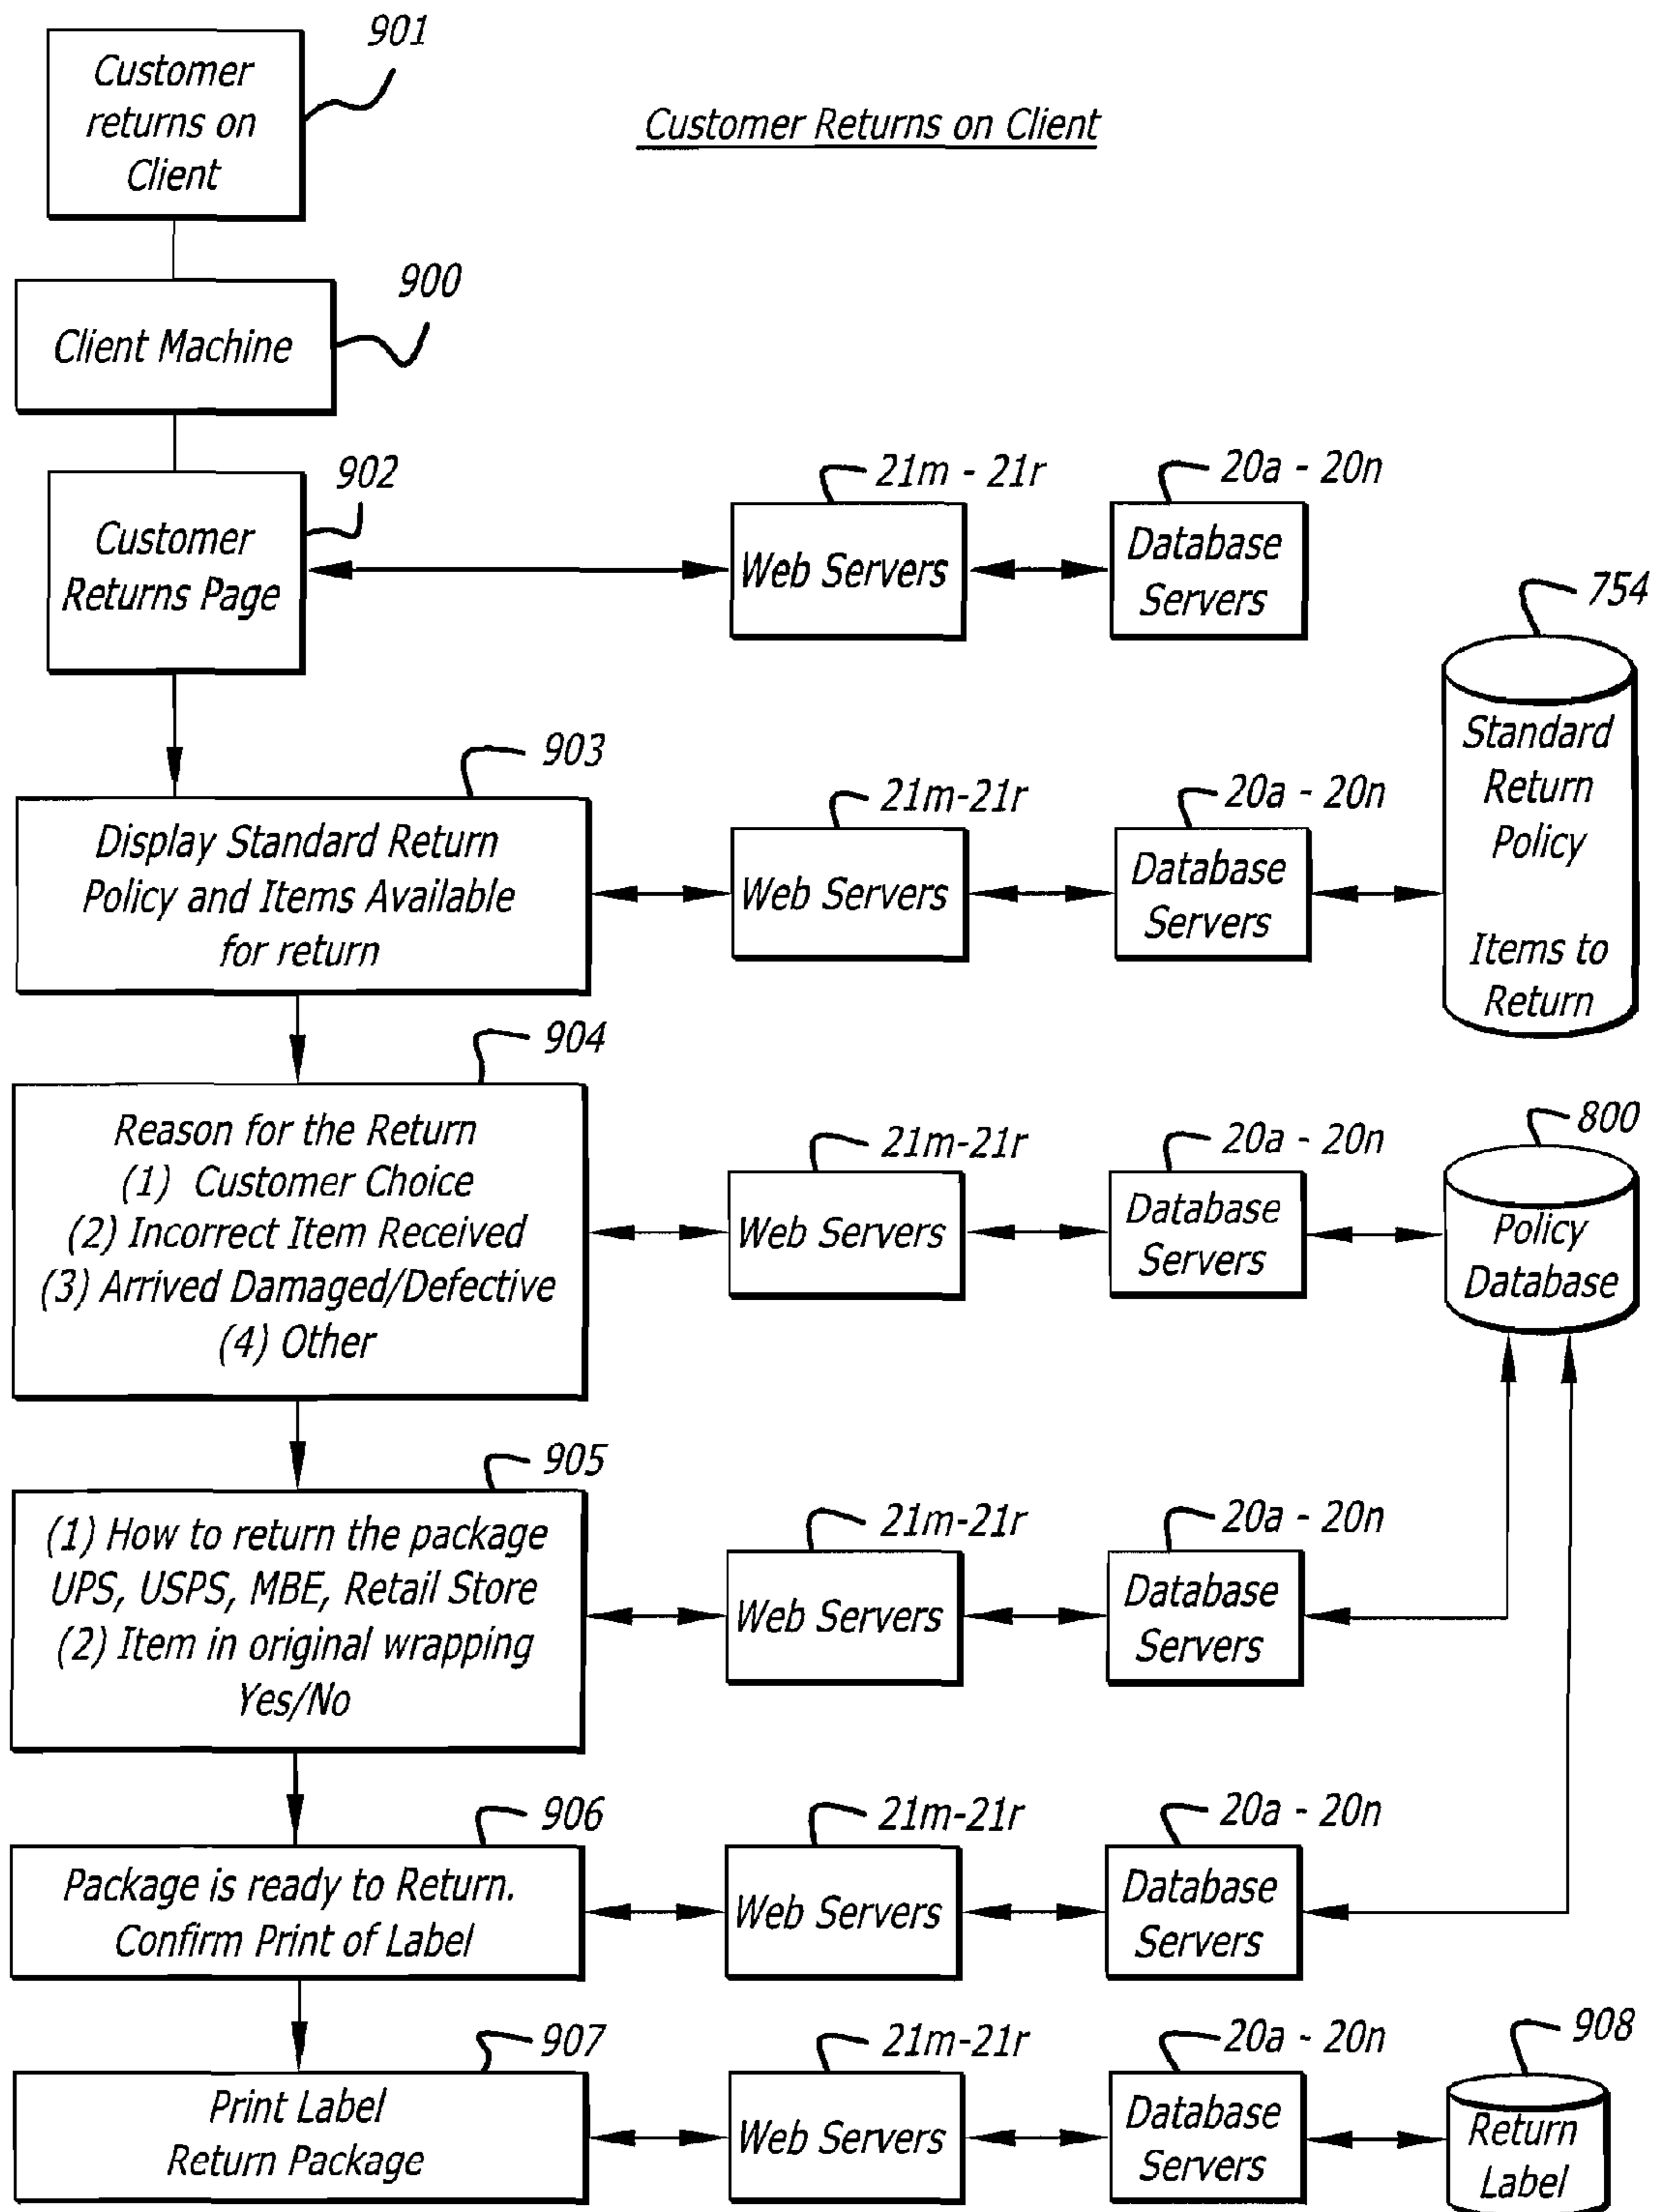 901
Customer
returns on
Client
Customer Returns on Client
900
Client Machine
902
Customer
Returns Page
21m - 21r
Web Servers
20a - 20n
Database
Servers
754
Standard
Return
Policy
Items to
Return
903
Display Standard Return
Policy and Items Available
for return
21m-21r
Web Servers
20a - 20n
Database
Servers
904
Reason for the Return
(1) Customer Choice
(2) Incorrect Item Received
(3) Arrived Damaged/Defective
(4) Other
21m-21r
Web Servers
20a - 20n
Database
Servers
800
Policy
Database
905
(1) How to return the package
UPS, USPS, MBE, Retail Store
(2) Item in original wrapping
Yes/No
21m-21r
Web Servers
20a - 20n
Database
Servers
906
Package is ready to Return.
Confirm Print of Label
21m-21r
Web Servers
20a - 20n
Database
Servers
907
Print Label
Return Package
21m-21r
Web Servers
20a - 20n
Database
Servers
908
Return
Label